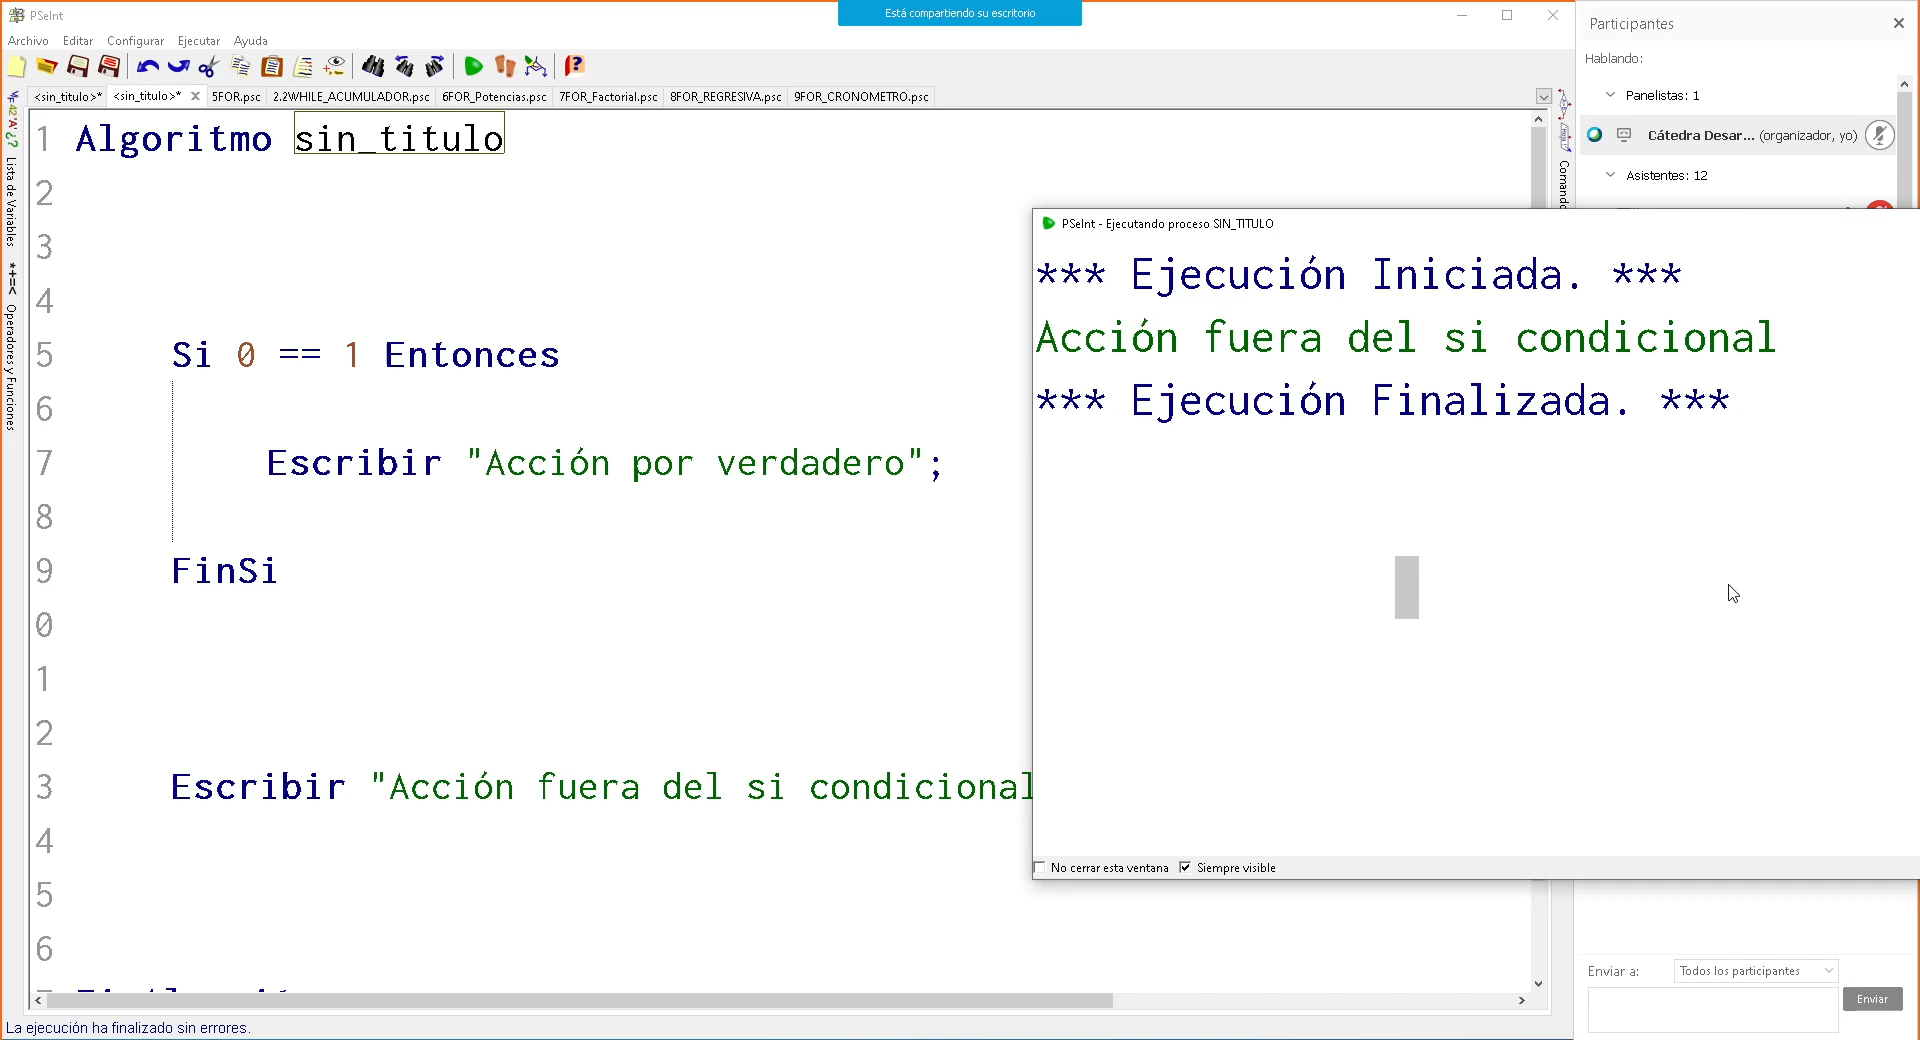 PSeInt
Está compartiendo su escritorio
Archivo Editar Configurar Ejecutar Ayuda
<sin_titulo>* <sin_titulo>* 5FOR.psc 2.2WHILE_ACUMULADOR.psc 6FOR_Potencias.psc 7FOR_Factorial.psc 8FOR_REGRESIVA.psc 9FOR_CRONOMETRO.psc
Lista de Variables
*+=< Operadores y Funciones
1 Algoritmo sin_titulo
2
3
4
5 Si 0 == 1 Entonces
6
7 Escribir "Acción por verdadero";
8
9 FinSi
0
1
2
3 Escribir "Acción fuera del si condicional
4
5
6
La ejecución ha finalizado sin errores.
PSeInt - Ejecutando proceso SIN_TITULO
*** Ejecución Iniciada. ***
Acción fuera del si condicional
*** Ejecución Finalizada. ***
No cerrar esta ventana Siempre visible
Participantes
Hablando:
Panelistas: 1
Cátedra Desar... (organizador, yo)
Asistentes: 12
Enviar a: Todos los participantes
Enviar